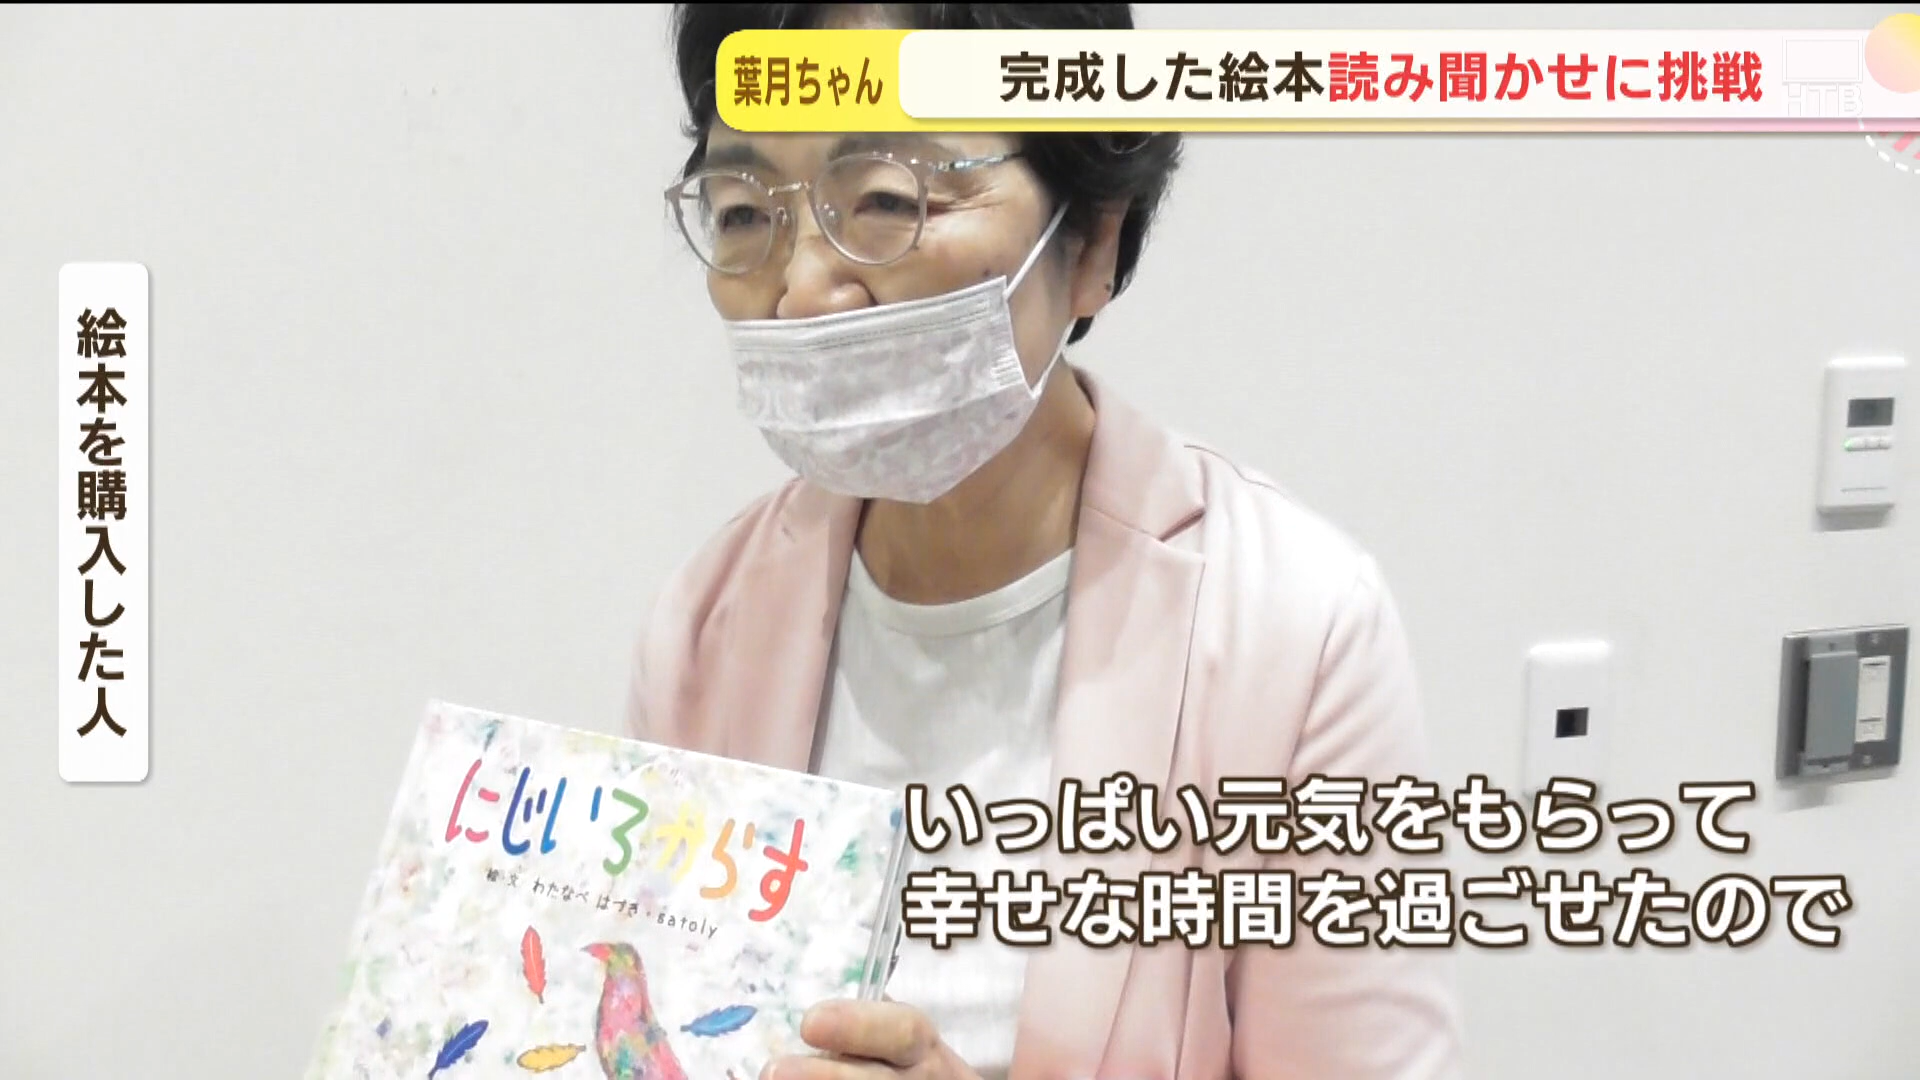 葉月ちゃん
完成した絵本読み聞かせに挑戦
HTB
絵本を購入した人
にじいろからす
絵・文 わたなべ はづき・satoly
いっぱい元気をもらって
幸せな時間を過ごせたので